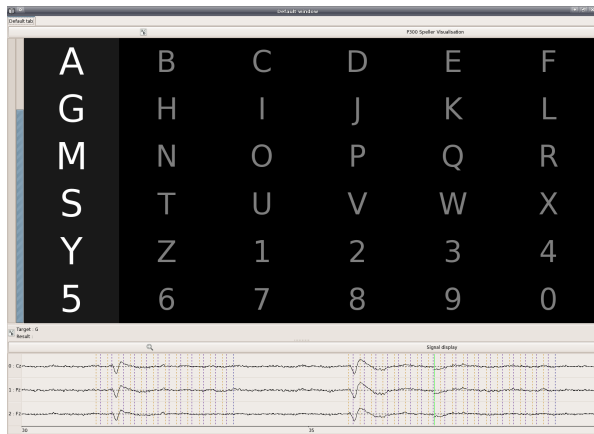 Default window
Default tab
P300 Speller Visualisation
A B C D E F
G H I J K L
M N O P Q R
S T U V W X
Y Z 1 2 3 4
5 6 7 8 9 0
Target : G
Result :
Signal display
0 : Cz
1 : Pz
2 : Fz
30 35